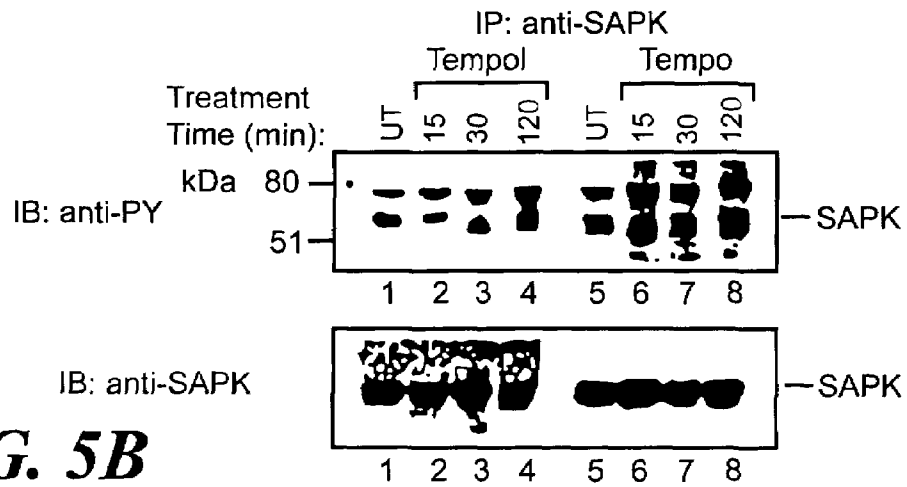 IP: anti-SAPK
Tempol Tempo
Treatment
Time (min): UT 15 30 120 UT 15 30 120
kDa 80
IB: anti-PY SAPK
51
1 2 3 4 5 6 7 8
IB: anti-SAPK SAPK
G. 5B
1 2 3 4 5 6 7 8